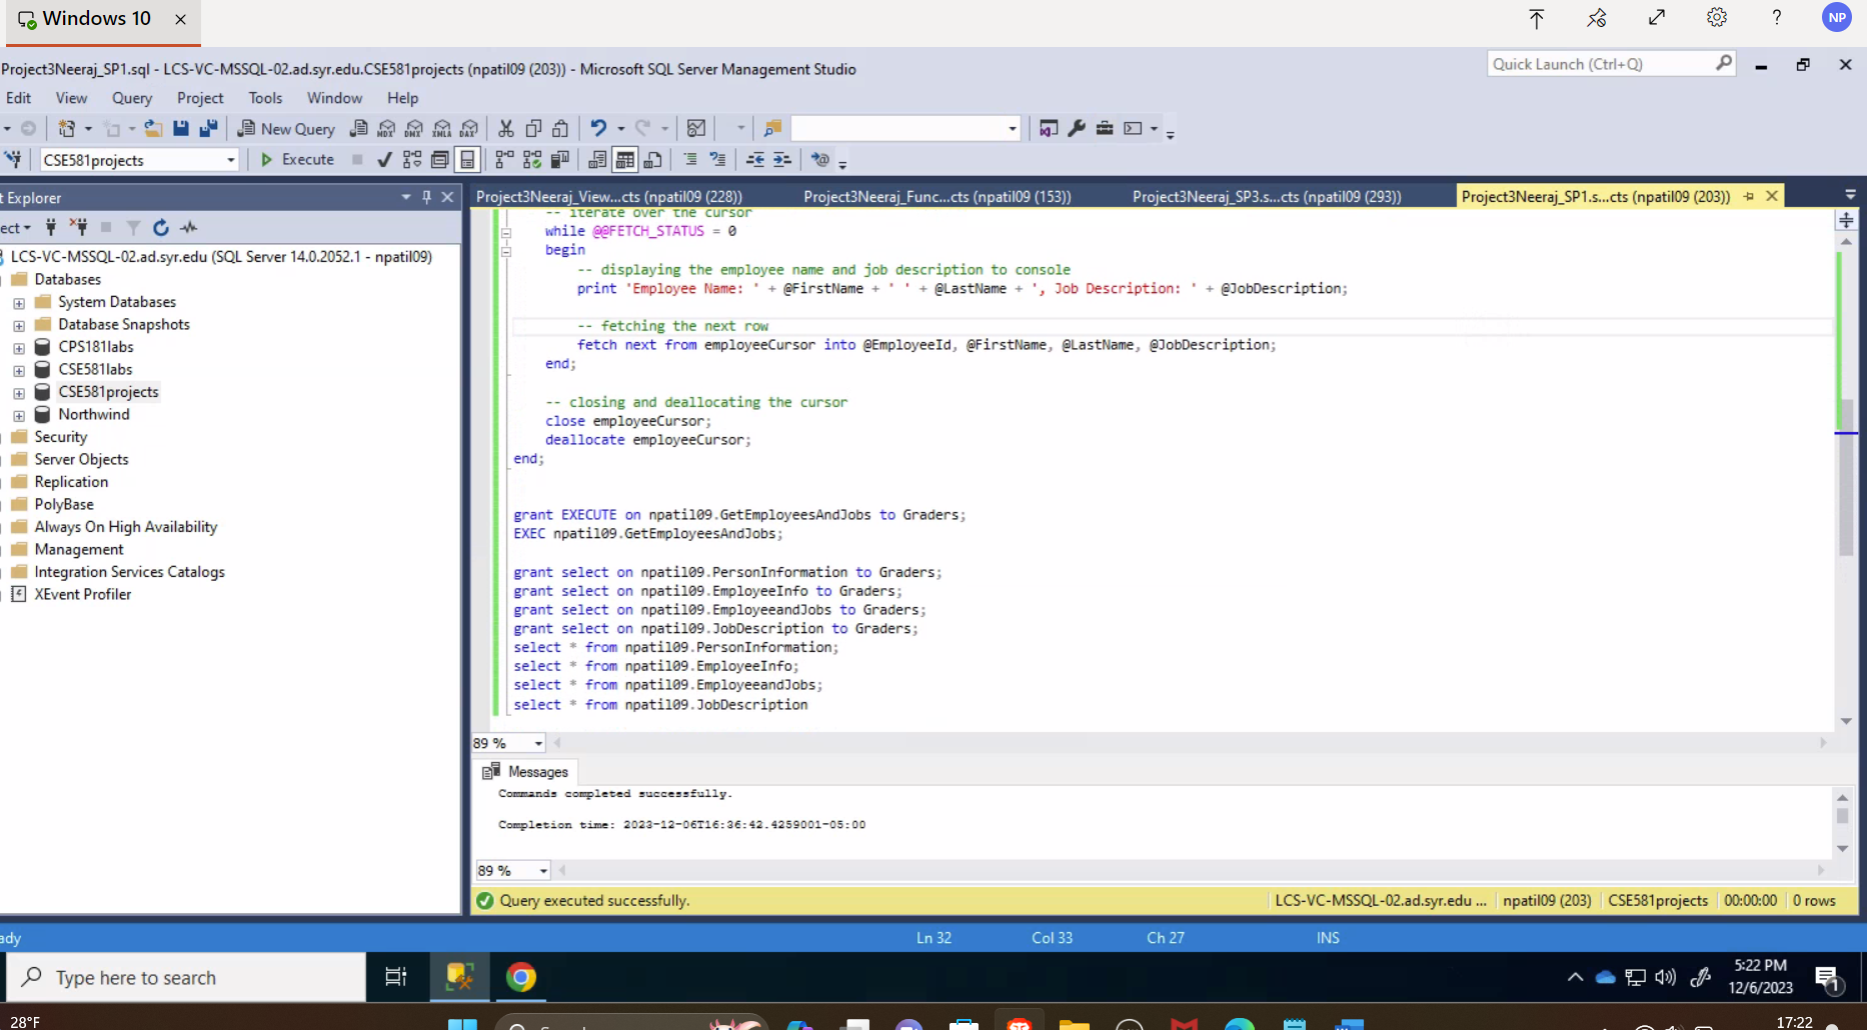 Windows 10
NP
Project3Neeraj_SP1.sql - LCS-VC-MSSQL-02.ad.syr.edu.CSE581projects (npatil09 (203)) - Microsoft SQL Server Management Studio
Quick Launch (Ctrl+Q)
Edit View Query Project Tools Window Help
New Query
MDX DMX XMLA DAX
CSE581projects
Execute
t Explorer
Project3Neeraj_View...cts (npatil09 (228))
Project3Neeraj_Func...cts (npatil09 (153))
Project3Neeraj_SP3.s...cts (npatil09 (293))
Project3Neeraj_SP1.s...cts (npatil09 (203))
ect
LCS-VC-MSSQL-02.ad.syr.edu (SQL Server 14.0.2052.1 - npatil09)
Databases
System Databases
Database Snapshots
CPS181labs
CSE581labs
CSE581projects
Northwind
Security
Server Objects
Replication
PolyBase
Always On High Availability
Management
Integration Services Catalogs
XEvent Profiler
-- iterate over the cursor
while @@FETCH_STATUS = 0
begin
-- displaying the employee name and job description to console
print 'Employee Name: ' + @FirstName + ' ' + @LastName + ', Job Description: ' + @JobDescription;
-- fetching the next row
fetch next from employeeCursor into @EmployeeId, @FirstName, @LastName, @JobDescription;
end;
-- closing and deallocating the cursor
close employeeCursor;
deallocate employeeCursor;
end;
grant EXECUTE on npatil09.GetEmployeesAndJobs to Graders;
EXEC npatil09.GetEmployeesAndJobs;
grant select on npatil09.PersonInformation to Graders;
grant select on npatil09.EmployeeInfo to Graders;
grant select on npatil09.EmployeeandJobs to Graders;
grant select on npatil09.JobDescription to Graders;
select * from npatil09.PersonInformation;
select * from npatil09.EmployeeInfo;
select * from npatil09.EmployeeandJobs;
select * from npatil09.JobDescription
89 %
Messages
Commands completed successfully.
Completion time: 2023-12-06T16:36:42.4259001-05:00
89 %
Query executed successfully.
LCS-VC-MSSQL-02.ad.syr.edu ...
npatil09 (203)
CSE581projects
00:00:00
0 rows
ady
Ln 32
Col 33
Ch 27
INS
Type here to search
5:22 PM
12/6/2023
1
28°F
17:22